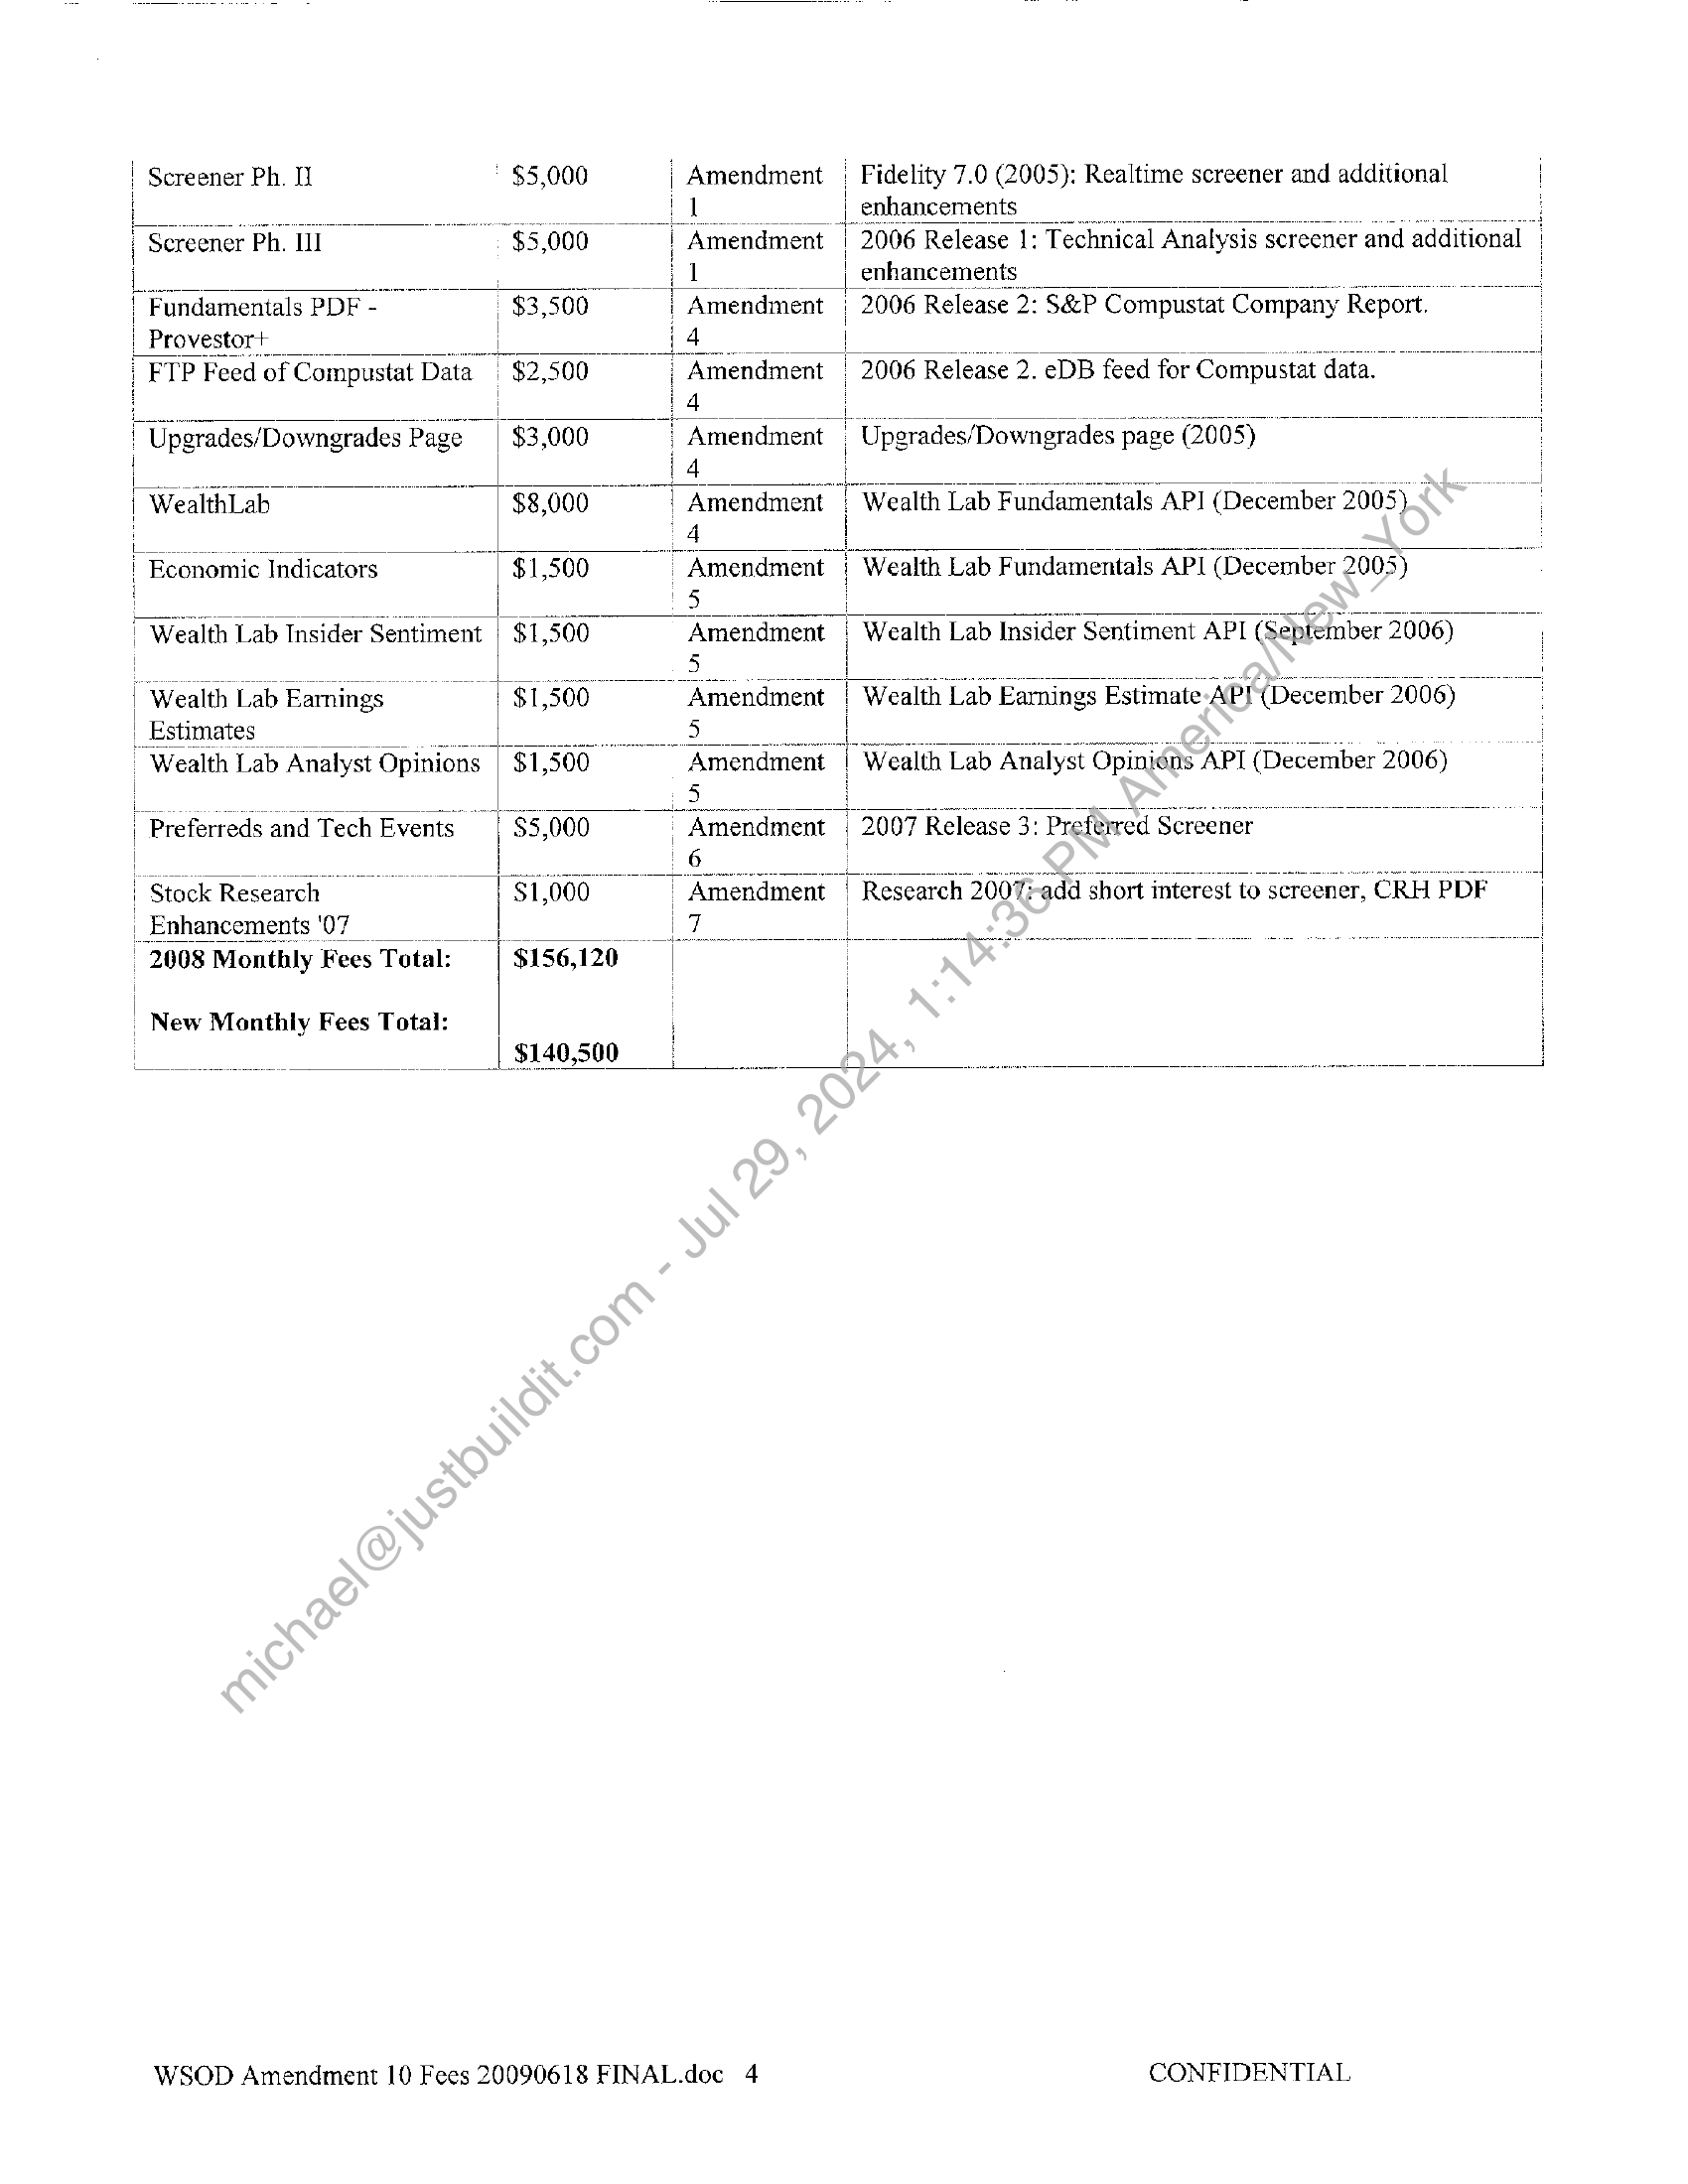 Screener Ph. II $5,000 Amendment Fidelity 7.0 (2005): Realtime screener and additional
1 enhancements
Screener Ph. III $5,000 Amendment 2006 Release 1: Technical Analysis screener and additional
1 enhancements
Fundamentals PDF - $3,500 Amendment 2006 Release 2: S&P Compustat Company Report.
Provestor+ 4
FTP Feed of Compustat Data $2,500 Amendment 2006 Release 2. eDB feed for Compustat data.
4
Upgrades/Downgrades Page $3,000 Amendment Upgrades/Downgrades page (2005)
4
WealthLab $8,000 Amendment Wealth Lab Fundamentals API (December 2005)
4
Economic Indicators $1,500 Amendment Wealth Lab Fundamentals API (December 2005)
5
Wealth Lab Insider Sentiment $1,500 Amendment Wealth Lab Insider Sentiment API (September 2006)
5
Wealth Lab Earnings $1,500 Amendment Wealth Lab Earnings Estimate API (December 2006)
Estimates 5
Wealth Lab Analyst Opinions $1,500 Amendment Wealth Lab Analyst Opinions API (December 2006)
5
Preferreds and Tech Events $5,000 Amendment 2007 Release 3: Preferred Screener
6
Stock Research $1,000 Amendment Research 2007: add short interest to screener, CRH PDF
Enhancements '07 7
2008 Monthly Fees Total: $156,120
New Monthly Fees Total:
$140,500
michael@justbuildit.com - Jul 29, 2024, 1:14:36 PM America/New_York
WSOD Amendment 10 Fees 20090618 FINAL.doc 4 CONFIDENTIAL